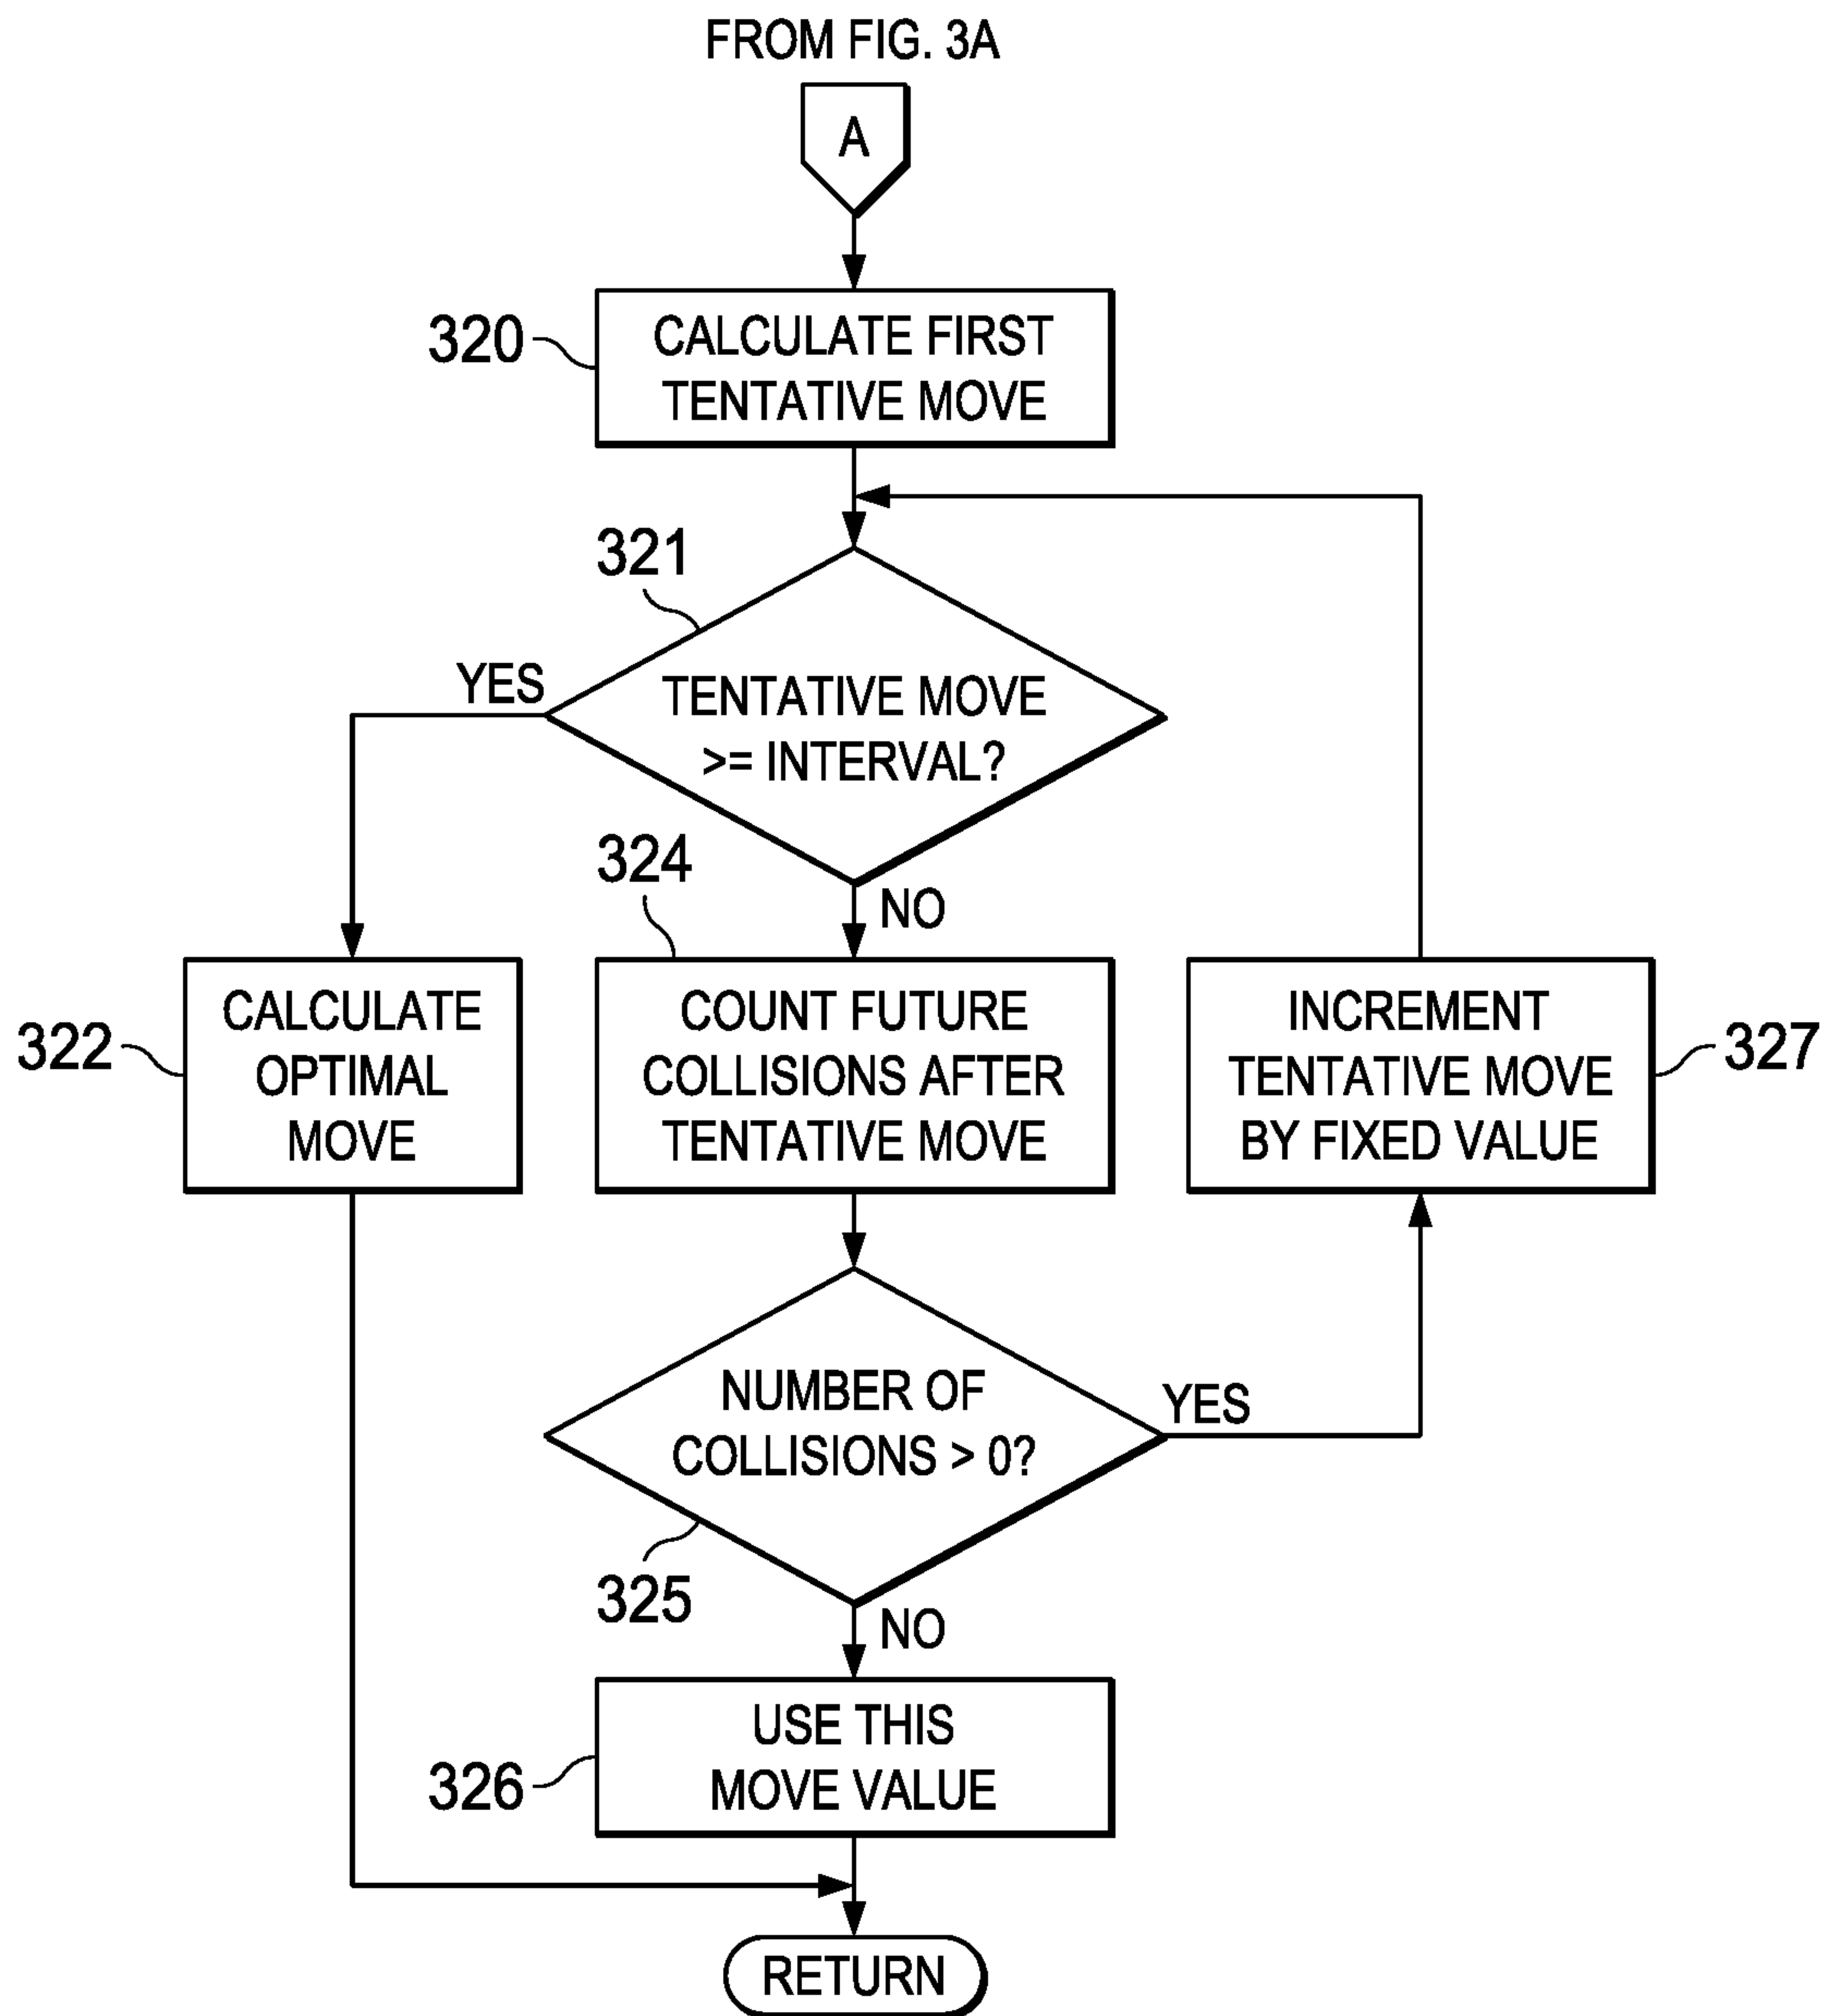 FROM FIG. 3A
A
320
CALCULATE FIRST
TENTATIVE MOVE
321
YES
TENTATIVE MOVE
>= INTERVAL?
324
NO
322
CALCULATE
OPTIMAL
MOVE
COUNT FUTURE
COLLISIONS AFTER
TENTATIVE MOVE
INCREMENT
TENTATIVE MOVE
BY FIXED VALUE
327
NUMBER OF
COLLISIONS > 0?
YES
325
NO
USE THIS
MOVE VALUE
326
RETURN